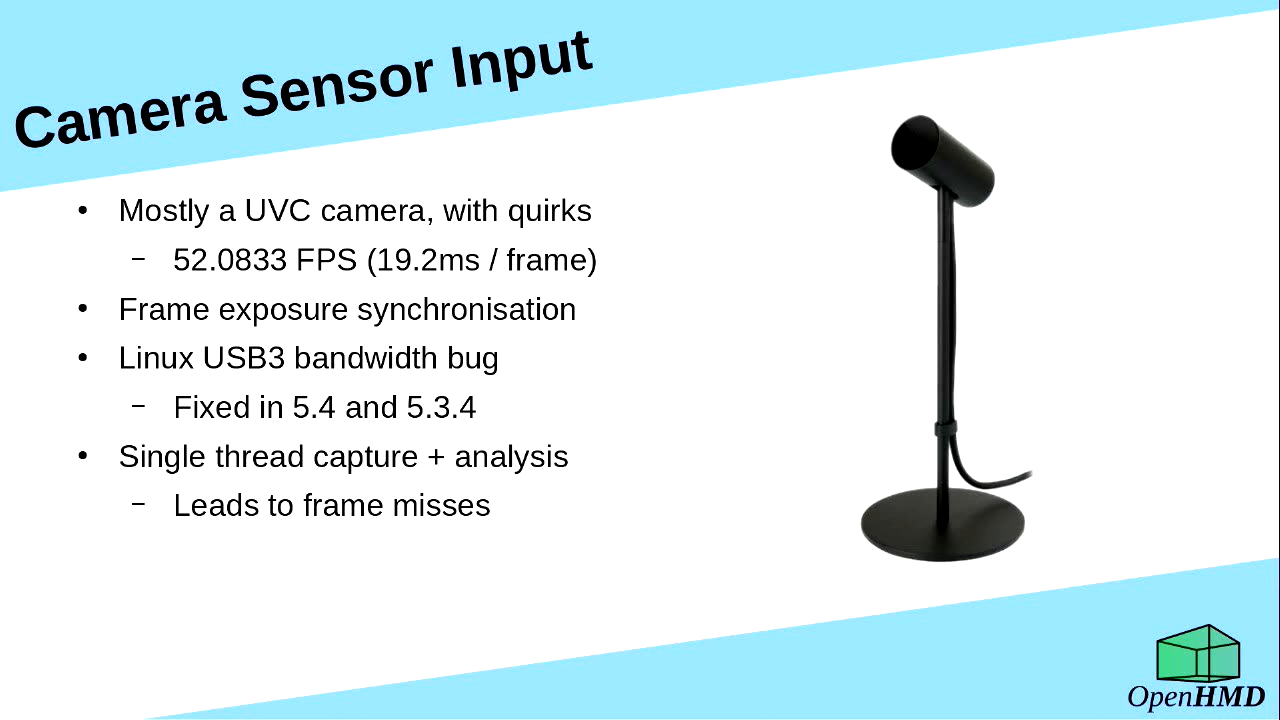 Camera Sensor Input
• Mostly a UVC camera, with quirks
– 52.0833 FPS (19.2ms / frame)
• Frame exposure synchronisation
• Linux USB3 bandwidth bug
– Fixed in 5.4 and 5.3.4
• Single thread capture + analysis
– Leads to frame misses
OpenHMD